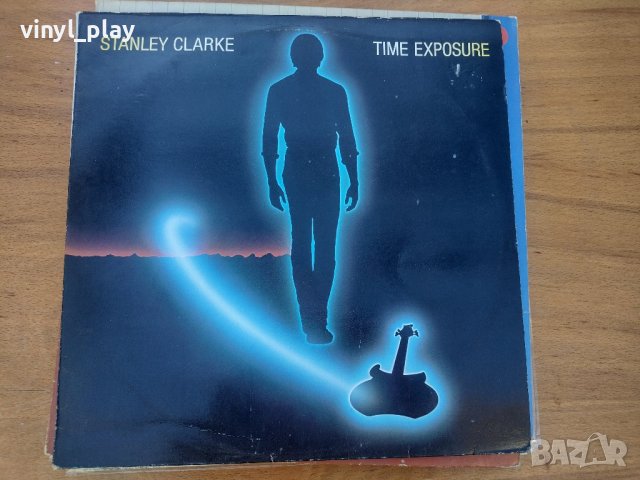 vinyl_play
STANLEY CLARKE
TIME EXPOSURE
BAZAR